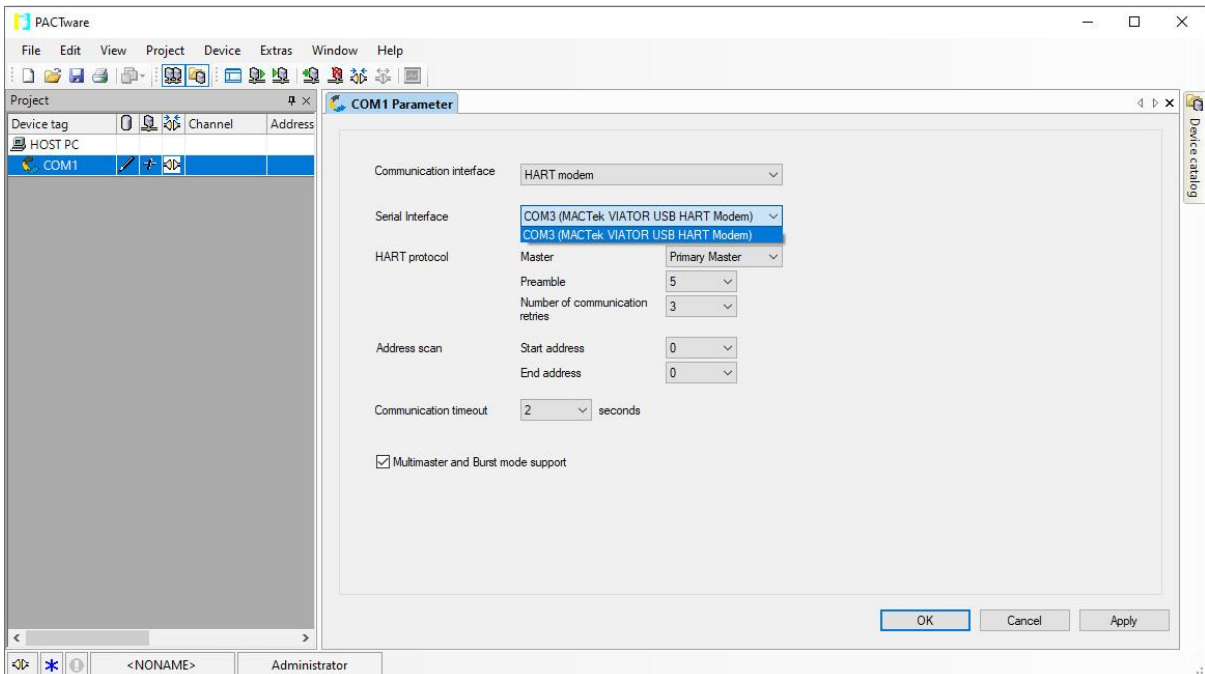 PACTware
File Edit View Project Device Extras Window Help
Project
COM1 Parameter
Device tag Channel Address
HOST PC
COM1
Device catalog
Communication interface HART modem
Serial Interface COM3 (MACTek VIATOR USB HART Modem)
COM3 (MACTek VIATOR USB HART Modem)
HART protocol Master Primary Master
Preamble 5
Number of communication
retries 3
Address scan Start address 0
End address 0
Communication timeout 2 seconds
Multimaster and Burst mode support
OK Cancel Apply
<NONAME> Administrator